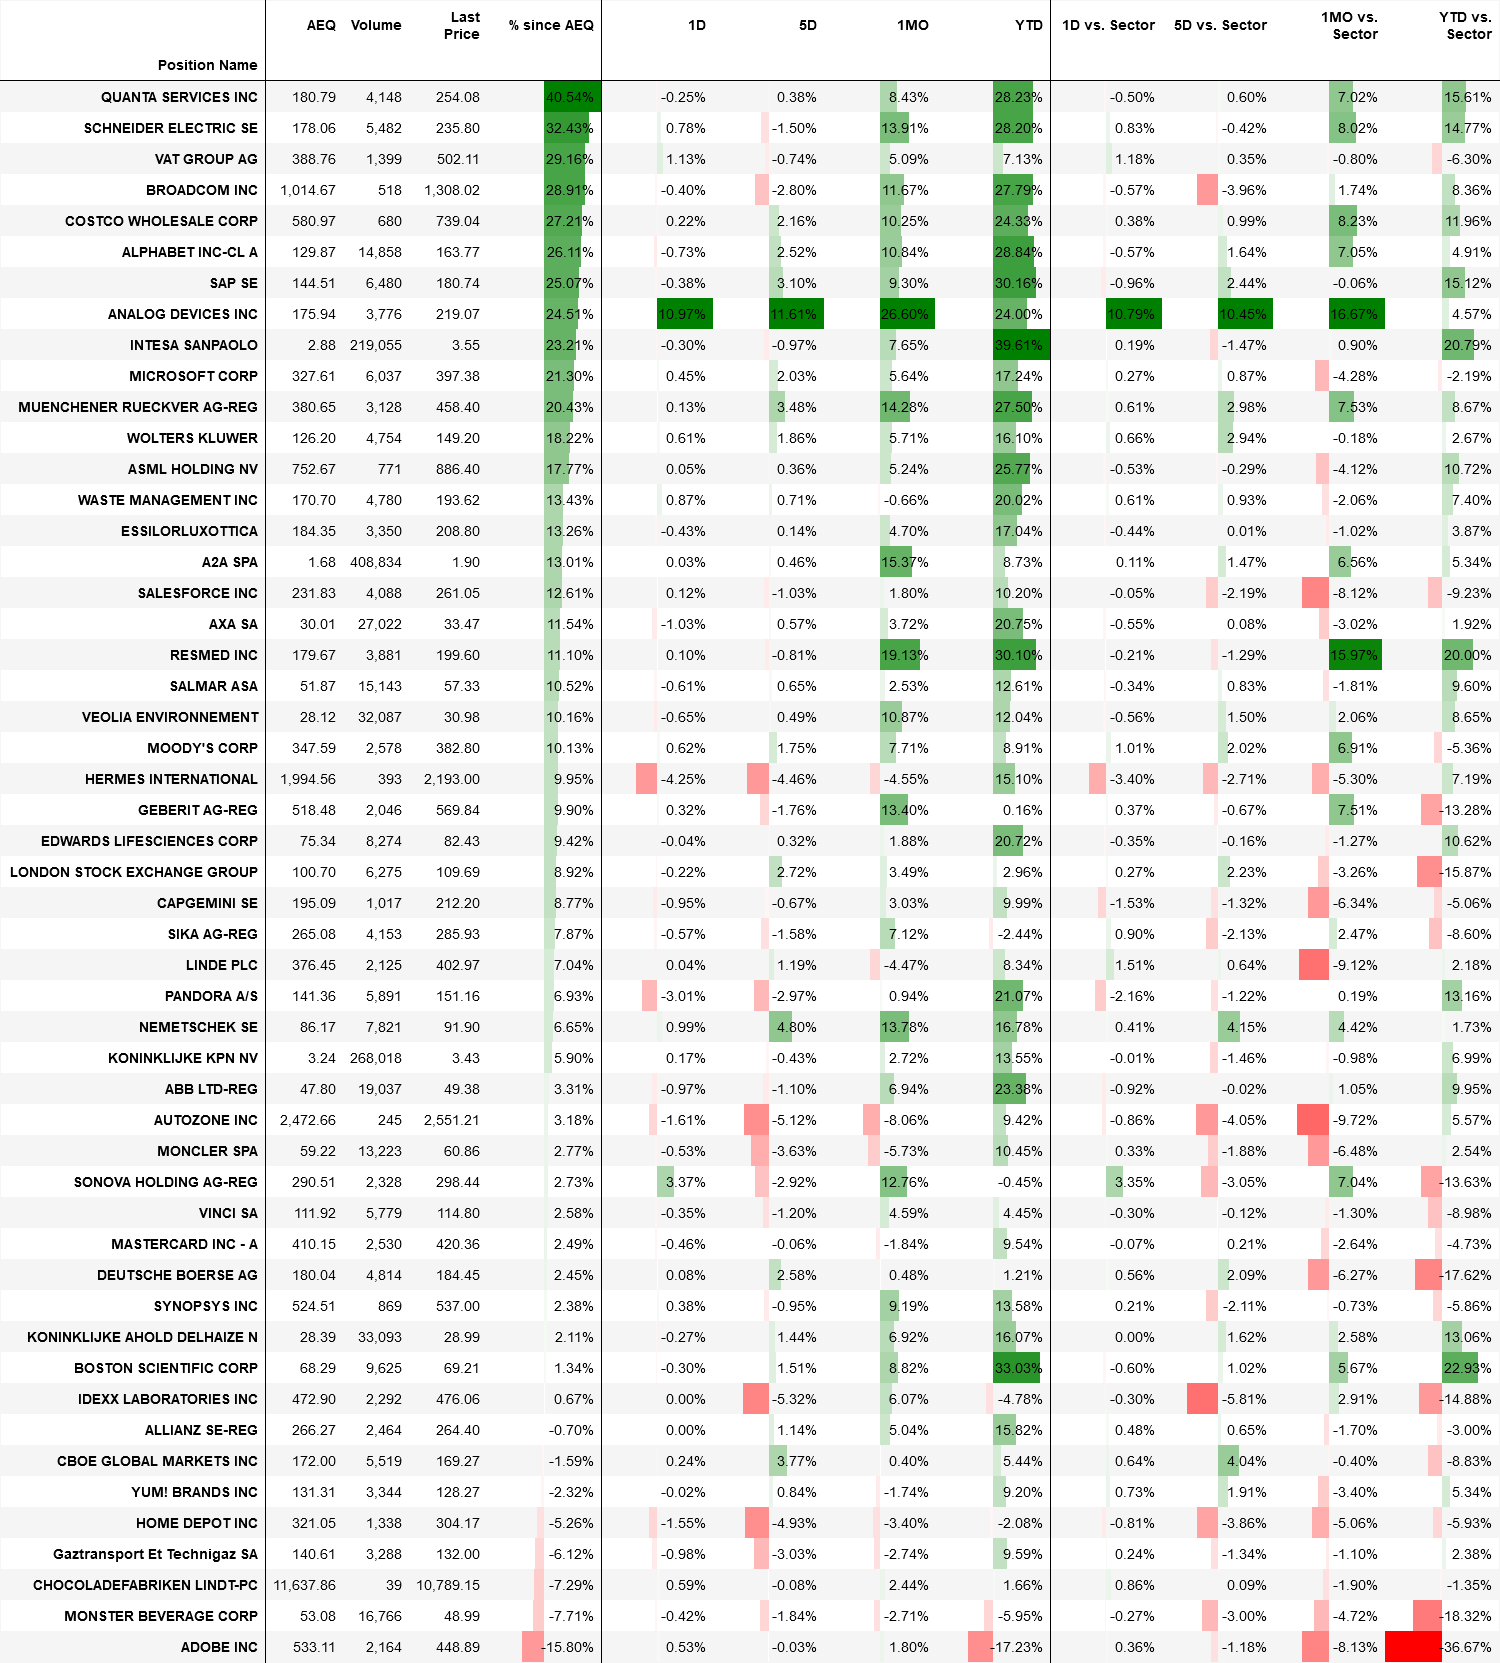 Position Name AEQ Volume Last Price % since AEQ 1D 5D 1MO YTD 1D vs. Sector 5D vs. Sector 1MO vs. Sector YTD vs. Sector
QUANTA SERVICES INC 180.79 4,148 254.08 40.54% -0.25% 0.38% 8.43% 28.23% -0.50% 0.60% 7.02% 15.61%
SCHNEIDER ELECTRIC SE 178.06 5,482 235.80 32.43% 0.78% -1.50% 13.91% 28.20% 0.83% -0.42% 8.02% 14.77%
VAT GROUP AG 388.76 1,399 502.11 29.16% 1.13% -0.74% 5.09% 7.13% 1.18% 0.35% -0.80% -6.30%
BROADCOM INC 1,014.67 518 1,308.02 28.91% -0.40% -2.80% 11.67% 27.79% -0.57% -3.96% 1.74% 8.36%
COSTCO WHOLESALE CORP 580.97 680 739.04 27.21% 0.22% 2.16% 10.25% 24.33% 0.38% 0.99% 8.23% 11.96%
ALPHABET INC-CL A 129.87 14,858 163.77 26.11% -0.73% 2.52% 10.84% 28.84% -0.57% 1.64% 7.05% 4.91%
SAP SE 144.51 6,480 180.74 25.07% -0.38% 3.10% 9.30% 30.16% -0.96% 2.44% -0.06% 15.12%
ANALOG DEVICES INC 175.94 3,776 219.07 24.51% 10.97% 11.61% 26.60% 24.00% 10.79% 10.45% 16.67% 4.57%
INTESA SANPAOLO 2.88 219,055 3.55 23.21% -0.30% -0.97% 7.65% 39.61% 0.19% -1.47% 0.90% 20.79%
MICROSOFT CORP 327.61 6,037 397.38 21.30% 0.45% 2.03% 5.64% 17.24% 0.27% 0.87% -4.28% -2.19%
MUENCHENER RUECKVER AG-REG 380.65 3,128 458.40 20.43% 0.13% 3.48% 14.28% 27.50% 0.61% 2.98% 7.53% 8.67%
WOLTERS KLUWER 126.20 4,754 149.20 18.22% 0.61% 1.86% 5.71% 16.10% 0.66% 2.94% -0.18% 2.67%
ASML HOLDING NV 752.67 771 886.40 17.77% 0.05% 0.36% 5.24% 25.77% -0.53% -0.29% -4.12% 10.72%
WASTE MANAGEMENT INC 170.70 4,780 193.62 13.43% 0.87% 0.71% -0.66% 20.02% 0.61% 0.93% -2.06% 7.40%
ESSILORLUXOTTICA 184.35 3,350 208.80 13.26% -0.43% 0.14% 4.70% 17.04% -0.44% 0.01% -1.02% 3.87%
A2A SPA 1.68 408,834 1.90 13.01% 0.03% 0.46% 15.37% 8.73% 0.11% 1.47% 6.56% 5.34%
SALESFORCE INC 231.83 4,088 261.05 12.61% 0.12% -1.03% 1.80% 10.20% -0.05% -2.19% -8.12% -9.23%
AXA SA 30.01 27,022 33.47 11.54% -1.03% 0.57% 3.72% 20.75% -0.55% 0.08% -3.02% 1.92%
RESMED INC 179.67 3,881 199.60 11.10% 0.10% -0.81% 19.13% 30.10% -0.21% -1.29% 15.97% 20.00%
SALMAR ASA 51.87 15,143 57.33 10.52% -0.61% 0.65% 2.53% 12.61% -0.34% 0.83% -1.81% 9.60%
VEOLIA ENVIRONNEMENT 28.12 32,087 30.98 10.16% -0.65% 0.49% 10.87% 12.04% -0.56% 1.50% 2.06% 8.65%
MOODY'S CORP 347.59 2,578 382.80 10.13% 0.62% 1.75% 7.71% 8.91% 1.01% 2.02% 6.91% -5.36%
HERMES INTERNATIONAL 1,994.56 393 2,193.00 9.95% -4.25% -4.46% -4.55% 15.10% -3.40% -2.71% -5.30% 7.19%
GEBERIT AG-REG 518.48 2,046 569.84 9.90% 0.32% -1.76% 13.40% 0.16% 0.37% -0.67% 7.51% -13.28%
EDWARDS LIFESCIENCES CORP 75.34 8,274 82.43 9.42% -0.04% 0.32% 1.88% 20.72% -0.35% -0.16% -1.27% 10.62%
LONDON STOCK EXCHANGE GROUP 100.70 6,275 109.69 8.92% -0.22% 2.72% 3.49% 2.96% 0.27% 2.23% -3.26% -15.87%
CAPGEMINI SE 195.09 1,017 212.20 8.77% -0.95% -0.67% 3.03% 9.99% -1.53% -1.32% -6.34% -5.06%
SIKA AG-REG 265.08 4,153 285.93 7.87% -0.57% -1.58% 7.12% -2.44% 0.90% -2.13% 2.47% -8.60%
LINDE PLC 376.45 2,125 402.97 7.04% 0.04% 1.19% -4.47% 8.34% 1.51% 0.64% -9.12% 2.18%
PANDORA A/S 141.36 5,891 151.16 6.93% -3.01% -2.97% 0.94% 21.07% -2.16% -1.22% 0.19% 13.16%
NEMETSCHEK SE 86.17 7,821 91.90 6.65% 0.99% 4.80% 13.78% 16.78% 0.41% 4.15% 4.42% 1.73%
KONINKLIJKE KPN NV 3.24 268,018 3.43 5.90% 0.17% -0.43% 2.72% 13.55% -0.01% -1.46% -0.98% 6.99%
ABB LTD-REG 47.80 19,037 49.38 3.31% -0.97% -1.10% 6.94% 23.38% -0.92% -0.02% 1.05% 9.95%
AUTOZONE INC 2,472.66 245 2,551.21 3.18% -1.61% -5.12% -8.06% 9.42% -0.86% -4.05% -9.72% 5.57%
MONCLER SPA 59.22 13,223 60.86 2.77% -0.53% -3.63% -5.73% 10.45% 0.33% -1.88% -6.48% 2.54%
SONOVA HOLDING AG-REG 290.51 2,328 298.44 2.73% 3.37% -2.92% 12.76% -0.45% 3.35% -3.05% 7.04% -13.63%
VINCI SA 111.92 5,779 114.80 2.58% -0.35% -1.20% 4.59% 4.45% -0.30% -0.12% -1.30% -8.98%
MASTERCARD INC - A 410.15 2,530 420.36 2.49% -0.46% -0.06% -1.84% 9.54% -0.07% 0.21% -2.64% -4.73%
DEUTSCHE BOERSE AG 180.04 4,814 184.45 2.45% 0.08% 2.58% 0.48% 1.21% 0.56% 2.09% -6.27% -17.62%
SYNOPSYS INC 524.51 869 537.00 2.38% 0.38% -0.95% 9.19% 13.58% 0.21% -2.11% -0.73% -5.86%
KONINKLIJKE AHOLD DELHAIZE N 28.39 33,093 28.99 2.11% -0.27% 1.44% 6.92% 16.07% 0.00% 1.62% 2.58% 13.06%
BOSTON SCIENTIFIC CORP 68.29 9,625 69.21 1.34% -0.30% 1.51% 8.82% 33.03% -0.60% 1.02% 5.67% 22.93%
IDEXX LABORATORIES INC 472.90 2,292 476.06 0.67% 0.00% -5.32% 6.07% -4.78% -0.30% -5.81% 2.91% -14.88%
ALLIANZ SE-REG 266.27 2,464 264.40 -0.70% 0.00% 1.14% 5.04% 15.82% 0.48% 0.65% -1.70% -3.00%
CBOE GLOBAL MARKETS INC 172.00 5,519 169.27 -1.59% 0.24% 3.77% 0.40% 5.44% 0.64% 4.04% -0.40% -8.83%
YUM! BRANDS INC 131.31 3,344 128.27 -2.32% -0.02% 0.84% -1.74% 9.20% 0.73% 1.91% -3.40% 5.34%
HOME DEPOT INC 321.05 1,338 304.17 -5.26% -1.55% -4.93% -3.40% -2.08% -0.81% -3.86% -5.06% -5.93%
Gaztransport Et Technigaz SA 140.61 3,288 132.00 -6.12% -0.98% -3.03% -2.74% 9.59% 0.24% -1.34% -1.10% 2.38%
CHOCOLADEFABRIKEN LINDT-PC 11,637.86 39 10,789.15 -7.29% 0.59% -0.08% 2.44% 1.66% 0.86% 0.09% -1.90% -1.35%
MONSTER BEVERAGE CORP 53.08 16,766 48.99 -7.71% -0.42% -1.84% -2.71% -5.95% -0.27% -3.00% -4.72% -18.32%
ADOBE INC 533.11 2,164 448.89 -15.80% 0.53% -0.03% 1.80% -17.23% 0.36% -1.18% -8.13% -36.67%